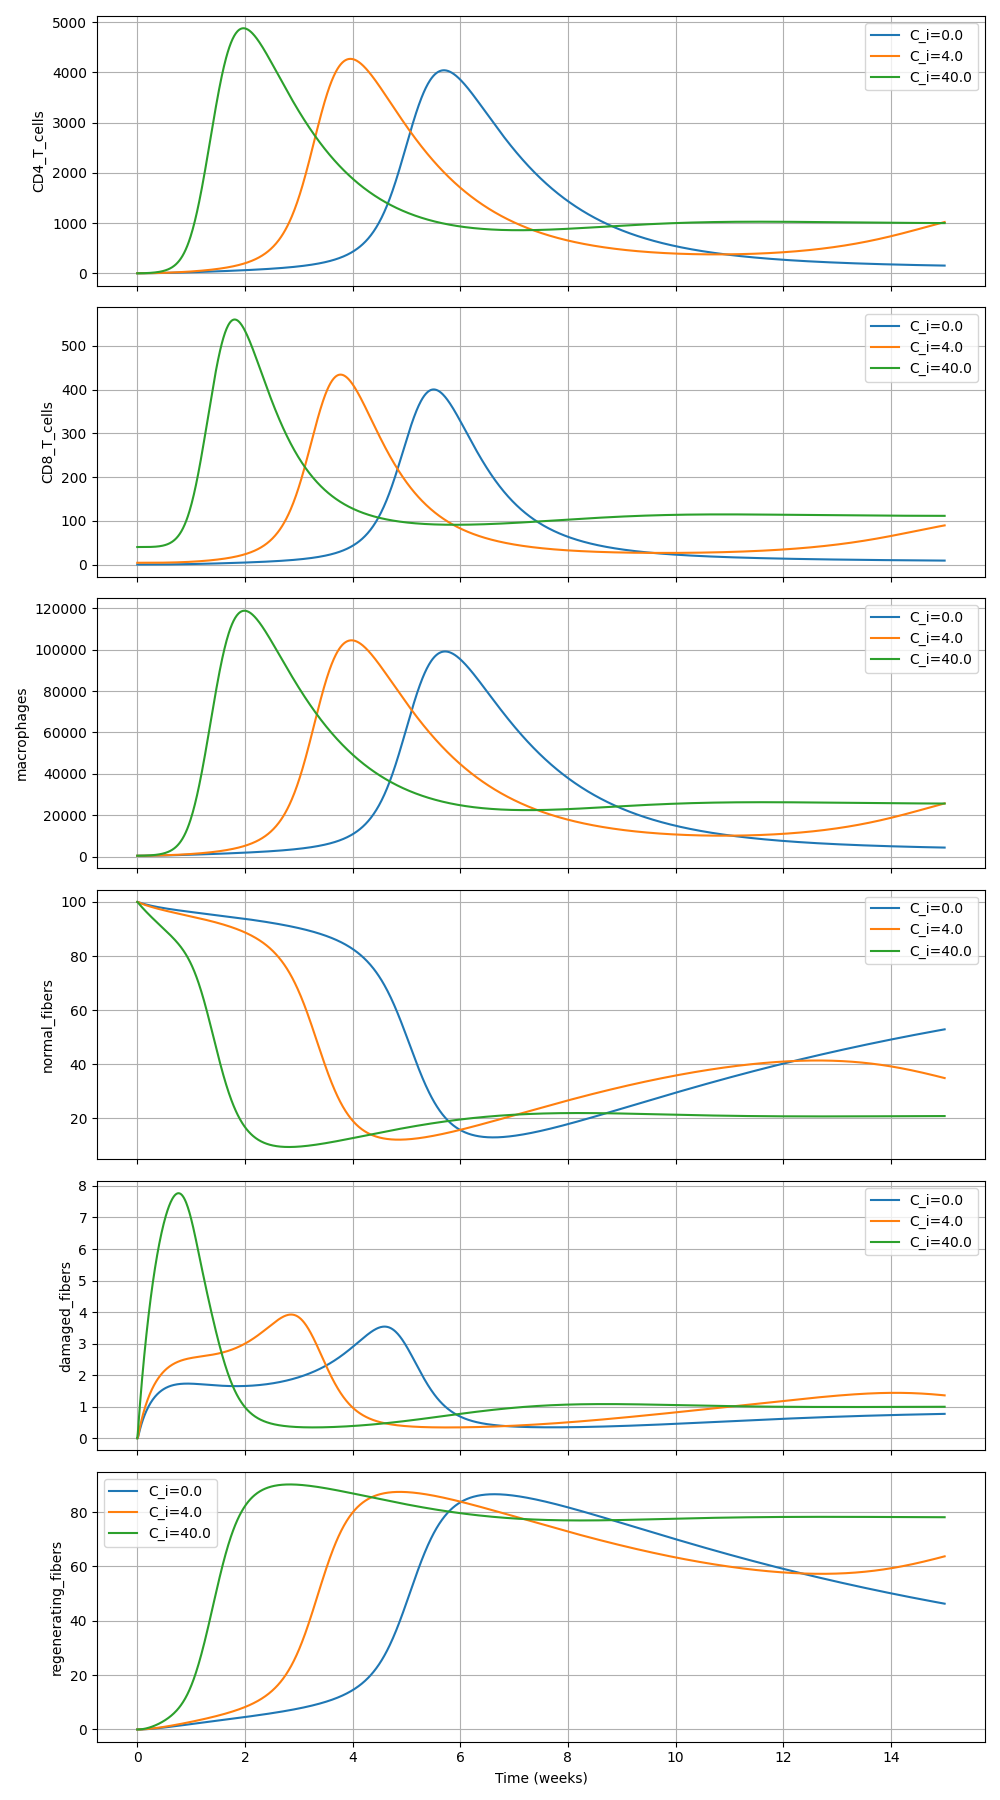 5000
4000
3000
2000
1000
0
CD4_T_cells
C_i=0.0
C_i=4.0
C_i=40.0
500
400
300
200
100
0
CD8_T_cells
C_i=0.0
C_i=4.0
C_i=40.0
120000
100000
80000
60000
40000
20000
0
macrophages
C_i=0.0
C_i=4.0
C_i=40.0
100
80
60
40
20
normal_fibers
C_i=0.0
C_i=4.0
C_i=40.0
8
7
6
5
4
3
2
1
0
damaged_fibers
C_i=0.0
C_i=4.0
C_i=40.0
80
60
40
20
0
regenerating_fibers
C_i=0.0
C_i=4.0
C_i=40.0
0 2 4 6 8 10 12 14
Time (weeks)